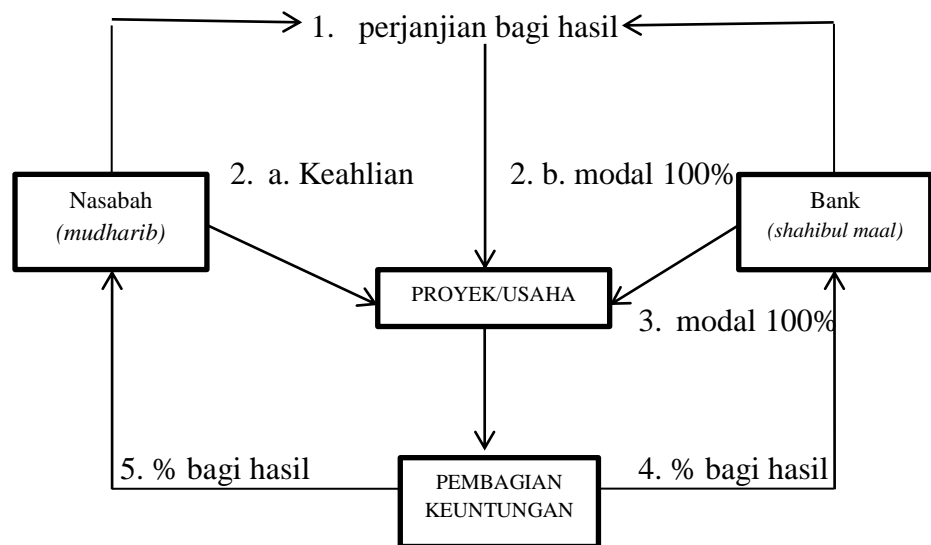 1. perjanjian bagi hasil
2. a. Keahlian
2. b. modal 100%
Nasabah
(mudharib)
Bank
(shahibul maal)
PROYEK/USAHA
3. modal 100%
5. % bagi hasil
4. % bagi hasil
PEMBAGIAN
KEUNTUNGAN